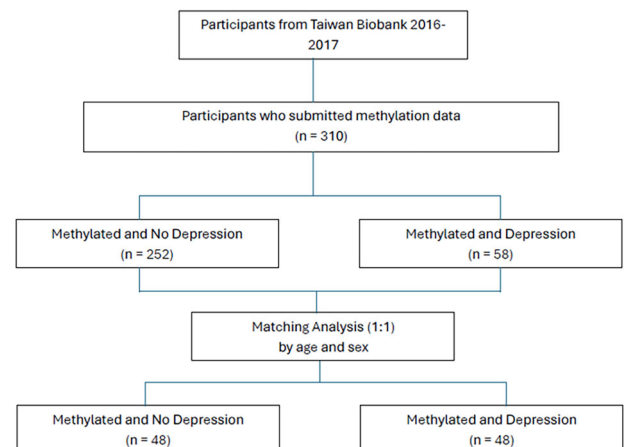 Participants from Taiwan Biobank 2016-
2017
Participants who submitted methylation data
(n = 310)
Methylated and No Depression
(n = 252)
Methylated and Depression
(n = 58)
Matching Analysis (1:1)
by age and sex
Methylated and No Depression
(n = 48)
Methylated and Depression
(n = 48)